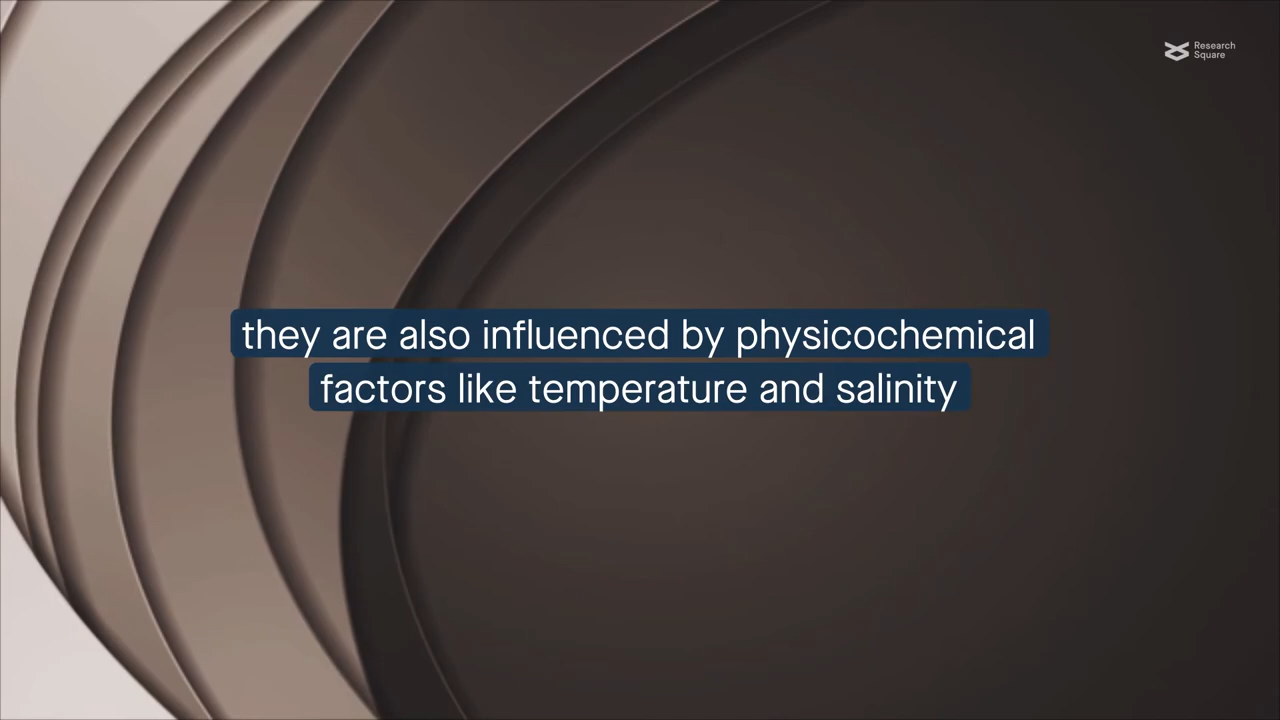 Research
Square
they are also influenced by physicochemical
factors like temperature and salinity